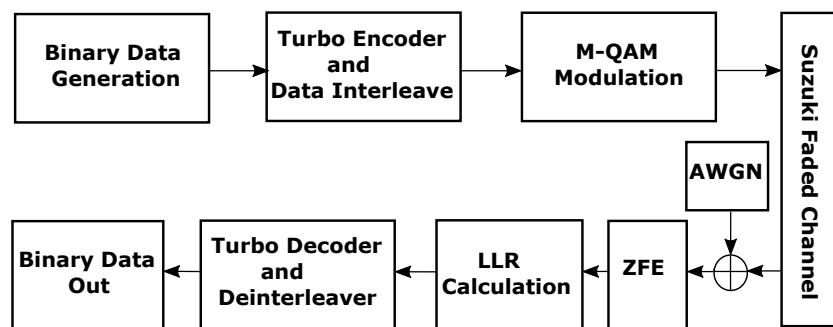 Binary Data
Generation
Turbo Encoder
and
Data Interleave
M-QAM
Modulation
Suzuki Faded Channel
AWGN
Binary Data
Out
Turbo Decoder
and
Deinterleaver
LLR
Calculation
ZFE